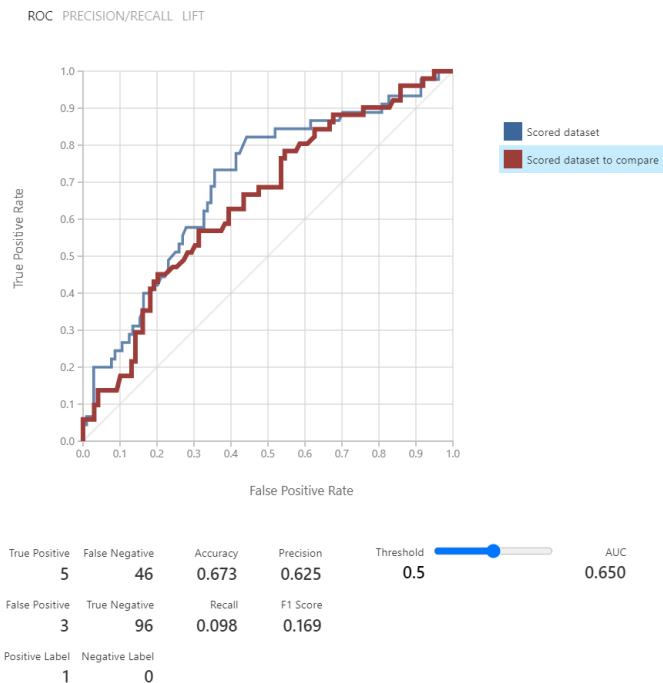 ROC PRECISION/RECALL LIFT
1.0
0.9
0.8
0.7
0.6
0.5
0.4
0.3
0.2
0.1
0.0
True Positive Rate
0.0 0.1 0.2 0.3 0.4 0.5 0.6 0.7 0.8 0.9 1.0
False Positive Rate
Scored dataset
Scored dataset to compare
True Positive False Negative Accuracy Precision Threshold AUC
5 46 0.673 0.625 0.5 0.650
False Positive True Negative Recall F1 Score
3 96 0.098 0.169
Positive Label Negative Label
1 0